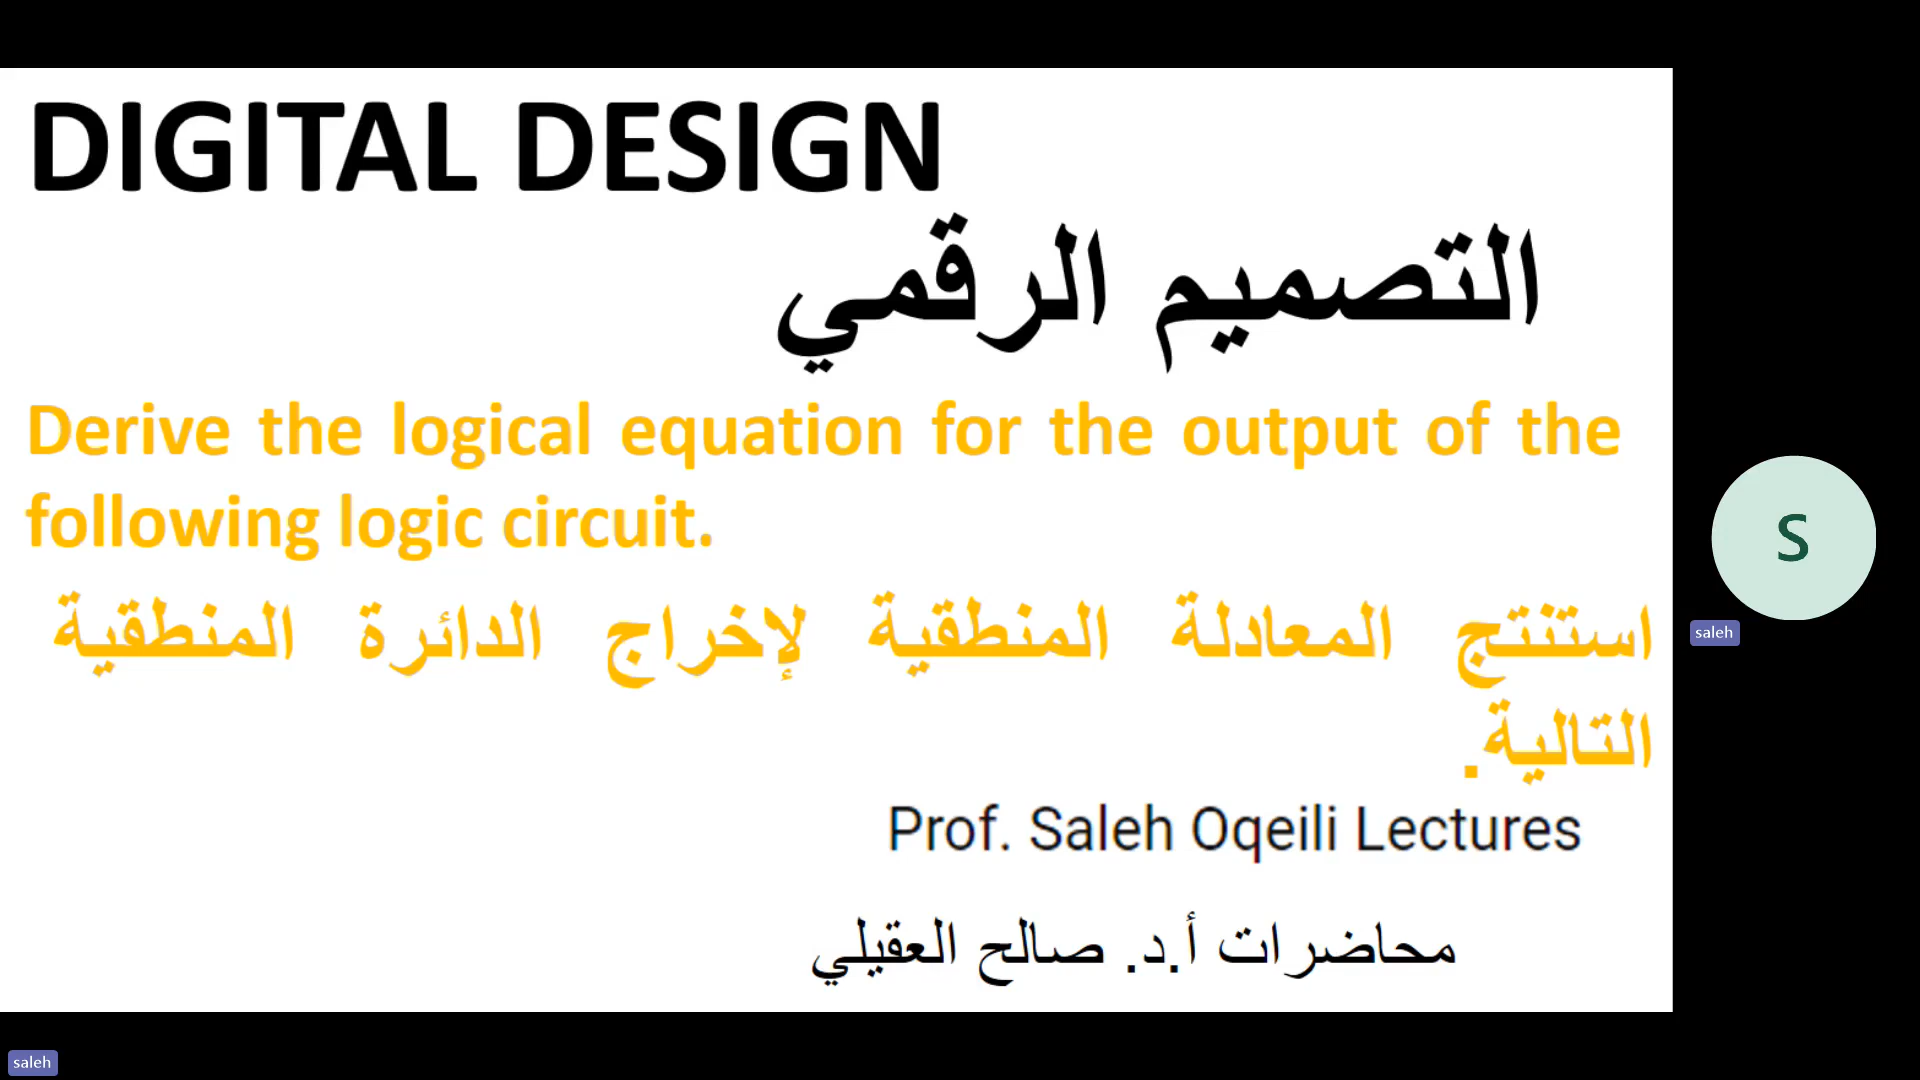 DIGITAL DESIGN
التصميم الرقمي
Derive the logical equation for the output of the
following logic circuit.
استنتج المعادلة المنطقية لإخراج الدائرة المنطقية
التالية.
Prof. Saleh Oqeili Lectures
محاضرات أ.د. صالح العقيلي
S
saleh
saleh